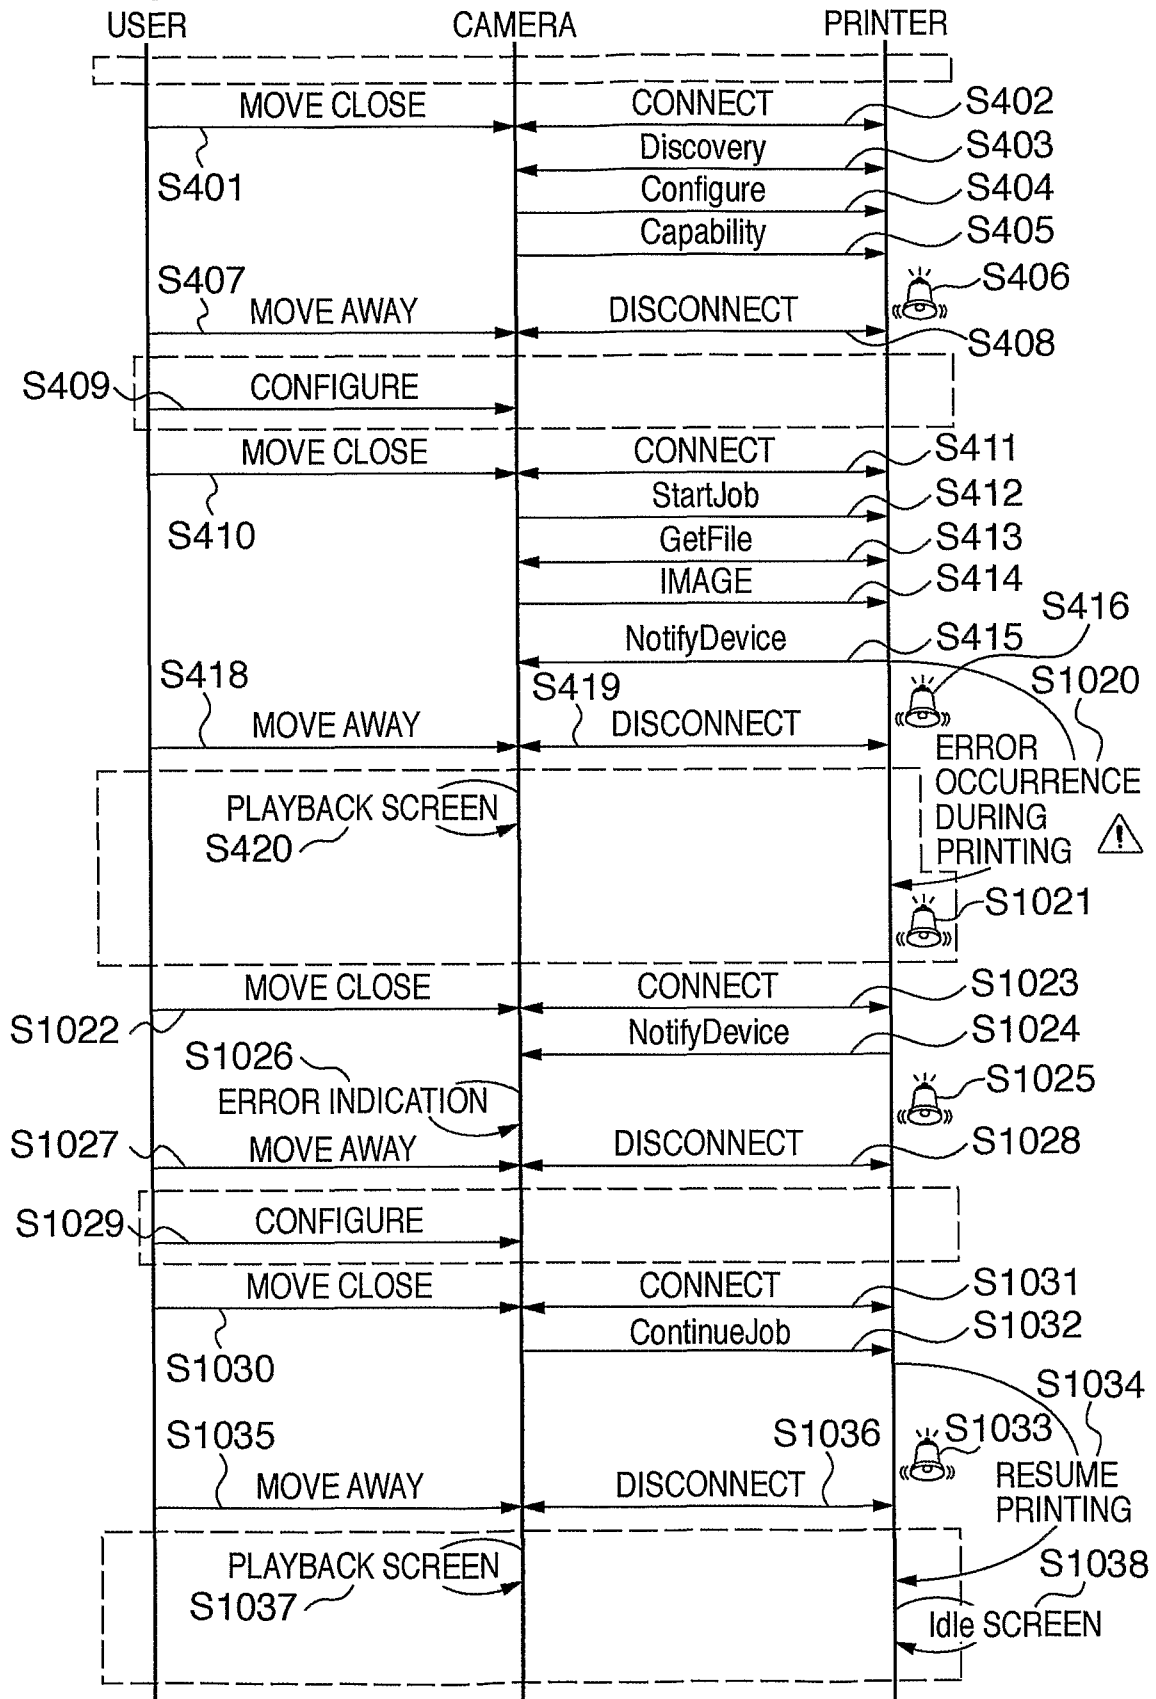 USER CAMERA PRINTER
MOVE CLOSE CONNECT S402
S401 Discovery S403
Configure S404
Capability S405
S407 S406
MOVE AWAY DISCONNECT
S408
S409 CONFIGURE
MOVE CLOSE CONNECT S411
S410 StartJob S412
GetFile S413
IMAGE S414
S416
NotifyDevice S415
S418 S419 S1020
MOVE AWAY DISCONNECT
ERROR
OCCURRENCE
DURING
PRINTING
PLAYBACK SCREEN
S420
S1021
MOVE CLOSE CONNECT S1023
S1022 NotifyDevice S1024
S1026
ERROR INDICATION S1025
S1027 MOVE AWAY DISCONNECT S1028
S1029 CONFIGURE
MOVE CLOSE CONNECT S1031
S1030 ContinueJob S1032
S1034
S1035 S1036 S1033
MOVE AWAY DISCONNECT
RESUME
PRINTING
PLAYBACK SCREEN
S1037 S1038
Idle SCREEN